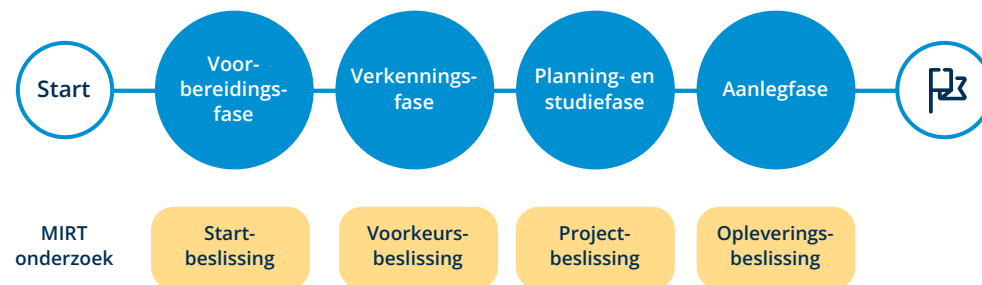 Start
Voor-
bereidings-
fase
Verkennings-
fase
Planning- en
studiefase
Aanlegfase
MIRT
onderzoek
Start-
beslissing
Voorkeurs-
beslissing
Project-
beslissing
Opleverings-
beslissing